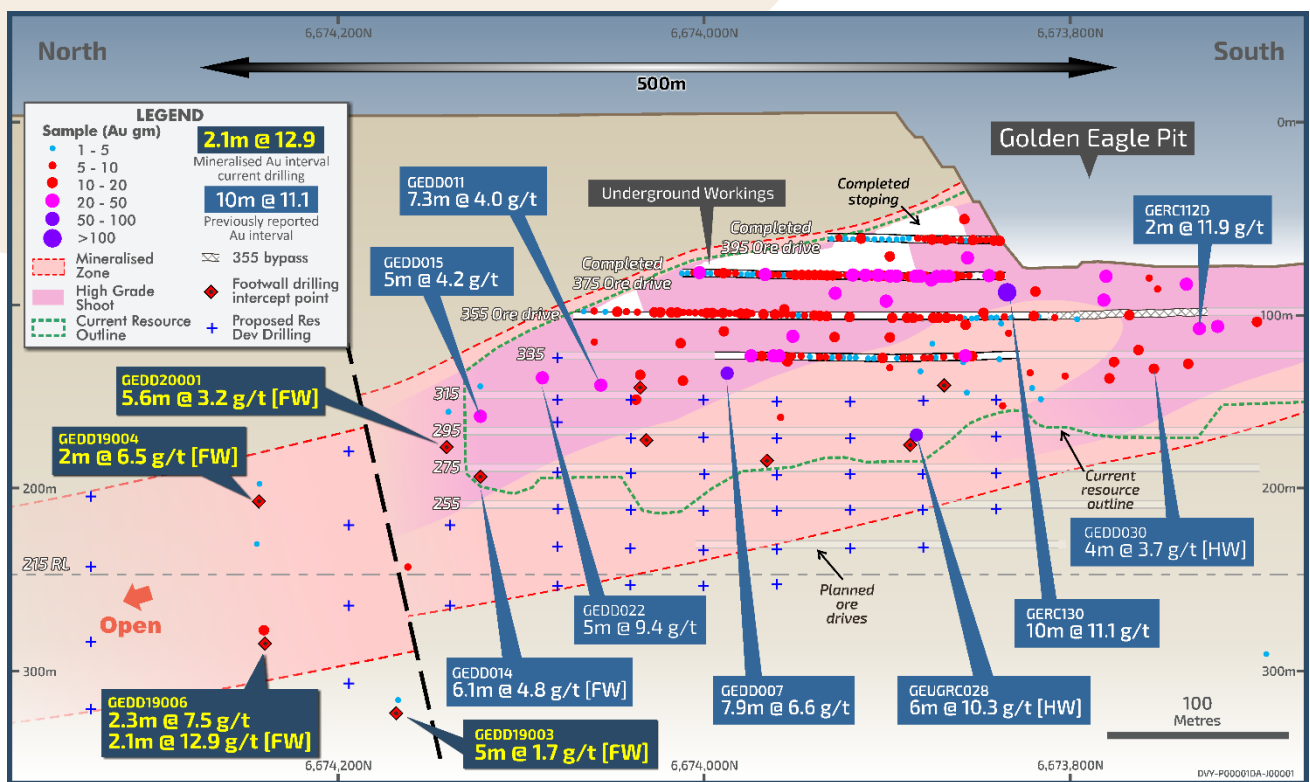 6,674,200N
6,674,000N
6,673,800N
North
South
500m
LEGEND
Sample (Au gm)
1 - 5
5 - 10
10 - 20
20 - 50
50 - 100
>100
Mineralised
Zone
High Grade
Shoot
Current Resource
Outline
2.1m @ 12.9
Mineralised Au interval
current drilling
10m @ 11.1
Previously reported
Au interval
355 bypass
Footwall drilling
intercept point
Proposed Res
Dev Drilling
0m
Golden Eagle Pit
GEDD011
7.3m @ 4.0 g/t
Underground Workings
Completed
stoping
GERC112D
2m @ 11.9 g/t
GEDD015
5m @ 4.2 g/t
Completed
395 Ore drive
Completed
375 Ore drive
355 Ore drive
100m
335
315
295
275
255
GEDD20001
5.6m @ 3.2 g/t [FW]
GEDD19004
2m @ 6.5 g/t [FW]
200m
200m
Current
resource
outline
GEDD030
4m @ 3.7 g/t [HW]
215 RL
Open
Planned
ore
drives
GEDD022
5m @ 9.4 g/t
GERC130
10m @ 11.1 g/t
GEDD014
6.1m @ 4.8 g/t [FW]
GEDD007
7.9m @ 6.6 g/t
GEUGRC028
6m @ 10.3 g/t [HW]
300m
300m
GEDD19006
2.3m @ 7.5 g/t
2.1m @ 12.9 g/t [FW]
GEDD19003
5m @ 1.7 g/t [FW]
100
Metres
6,674,200N
6,674,000N
6,673,800N
DVY-P00001DA-J00001